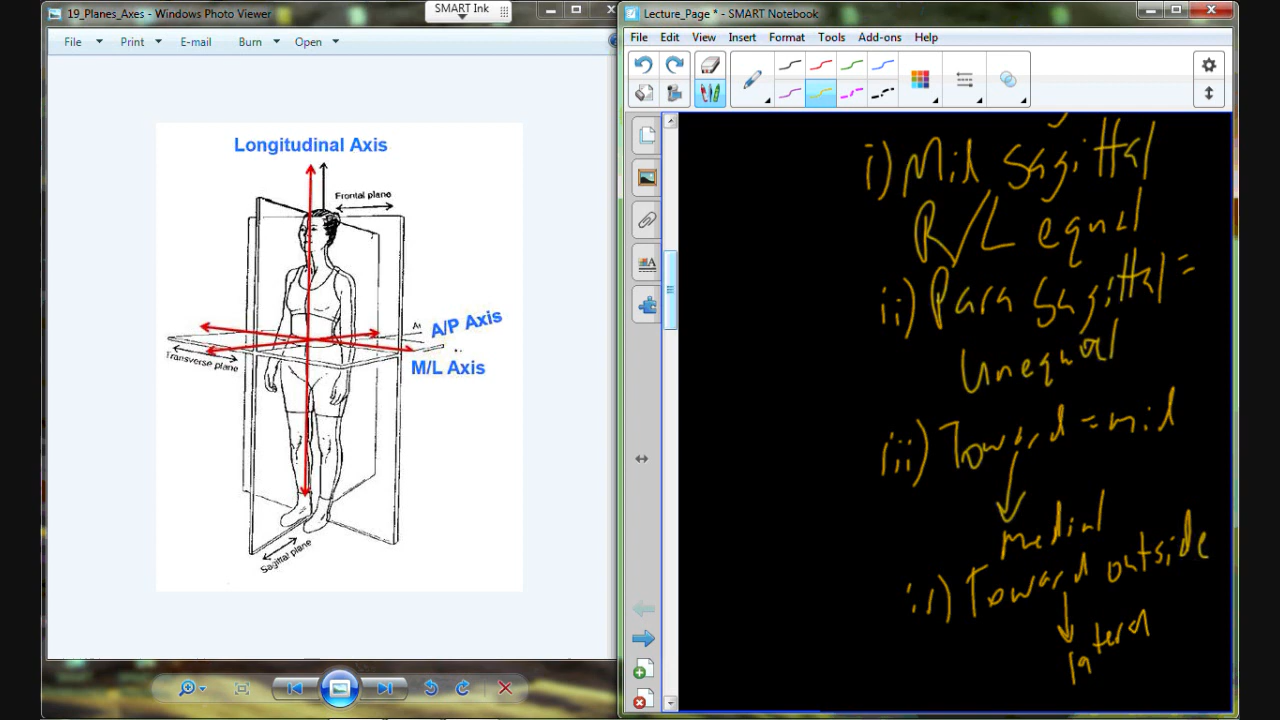 19_Planes_Axes - Windows Photo Viewer
SMART Ink
File Print E-mail Burn Open
Longitudinal Axis
Frontal plane
A/P Axis
Transverse plane
M/L Axis
Sagittal plane
Lecture_Page * - SMART Notebook
File Edit View Insert Format Tools Add-ons Help
i) Mid Sagittal
R/L equal
ii) Para Sagittal =
Unequal
iii) Toward = mid
medial
iv) Toward outside
lateral